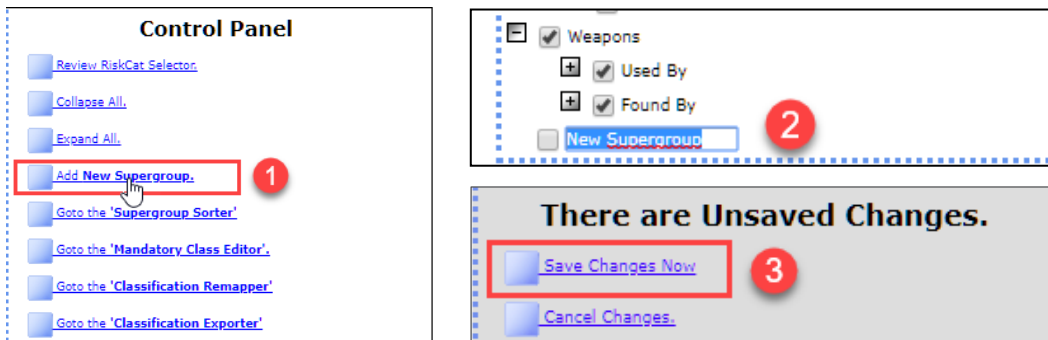 Control Panel
Review RiskCat Selector.
Collapse All.
Expand All.
Add New Supergroup.
1
Goto the 'Supergroup Sorter'
Goto the 'Mandatory Class Editor'.
Goto the 'Classification Remapper'
Goto the 'Classification Exporter'
Weapons
Used By
Found By
New Supergroup
2
There are Unsaved Changes.
Save Changes Now
3
Cancel Changes.